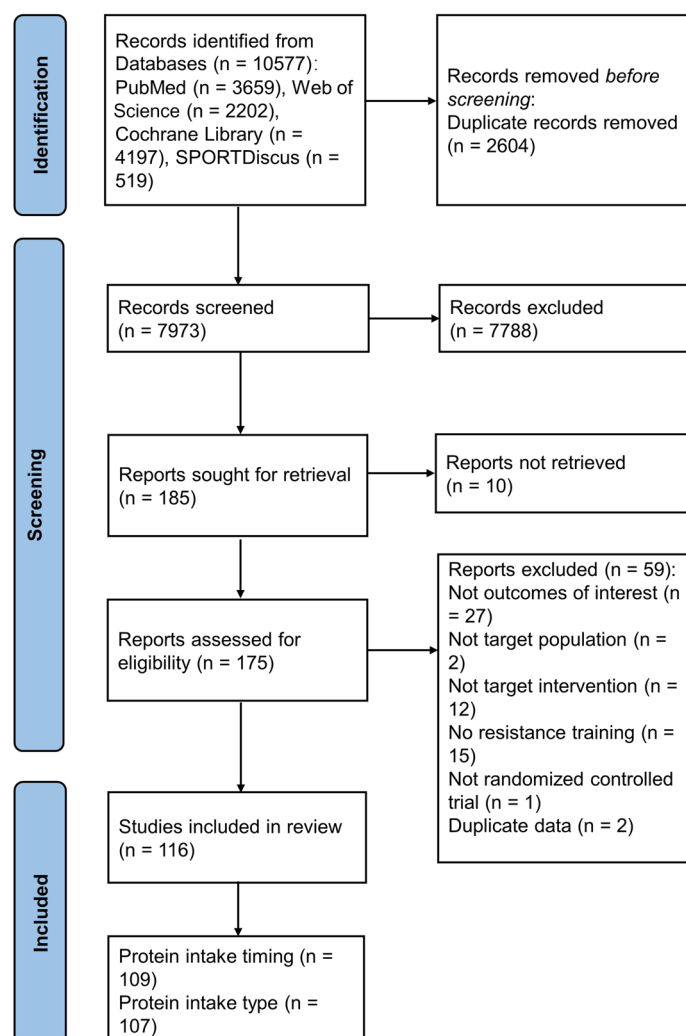 Identification
Records identified from
Databases (n = 10577):
PubMed (n = 3659), Web of
Science (n = 2202),
Cochrane Library (n =
4197), SPORTDiscus (n =
519)
Records removed before
screening:
Duplicate records removed
(n = 2604)
Screening
Records screened
(n = 7973)
Records excluded
(n = 7788)
Reports sought for retrieval
(n = 185)
Reports not retrieved
(n = 10)
Reports assessed for
eligibility (n = 175)
Reports excluded (n = 59):
Not outcomes of interest (n
= 27)
Not target population (n =
2)
Not target intervention (n =
12)
No resistance training (n =
15)
Not randomized controlled
trial (n = 1)
Duplicate data (n = 2)
Included
Studies included in review
(n = 116)
Protein intake timing (n =
109)
Protein intake type (n =
107)